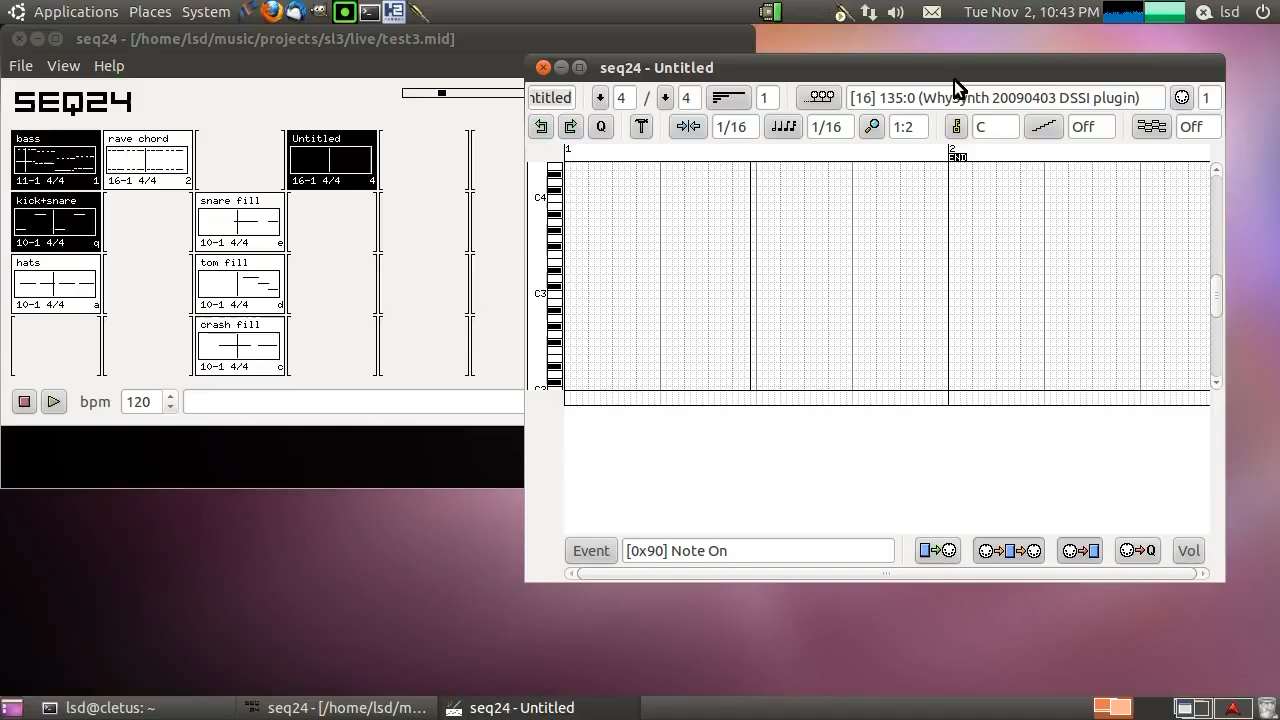 Applications Places System
Tue Nov 2, 10:43 PM
lsd
seq24 - [/home/lsd/music/projects/sl3/live/test3.mid]
File View Help
SEQ24
bass
11-1 4/4 1
rave chord
16-1 4/4 2
Untitled
16-1 4/4 4
kick+snare
10-1 4/4 q
snare fill
10-1 4/4 e
hats
10-1 4/4 a
tom fill
10-1 4/4 d
crash fill
10-1 4/4 c
bpm 120
seq24 - Untitled
ntitled 4 / 4 1 [16] 135:0 (WhySynth 20090403 DSSI plugin) 1
Q T 1/16 1/16 1:2 C Off Off
1 2
END
C4
C3
Event [0x90] Note On Q Vol
lsd@cletus: ~
seq24 - [/home/lsd/m...
seq24 - Untitled